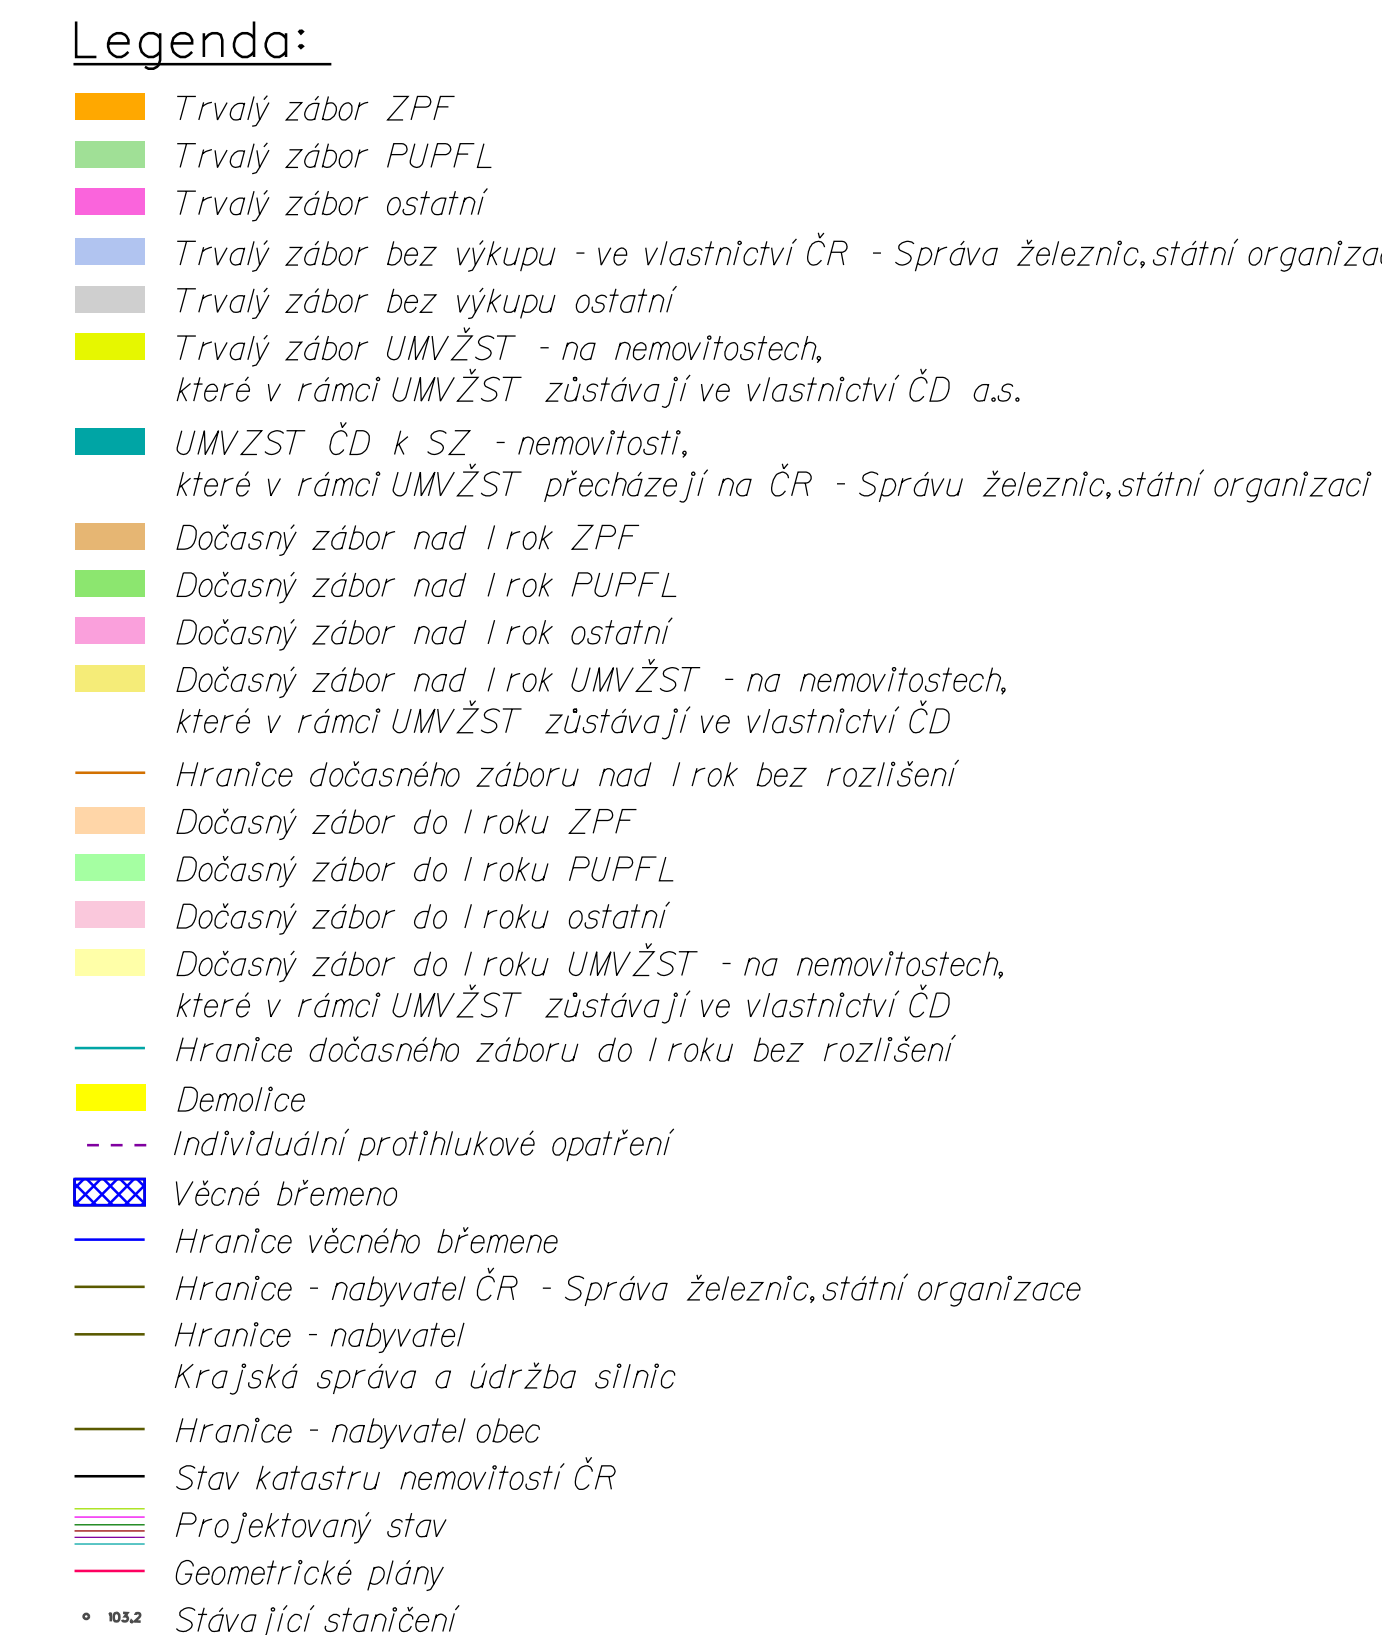 Legenda:
Trvalý zábor ZPF
Trvalý zábor PUPFL
Trvalý zábor ostatní
Trvalý zábor bez výkupu - ve vlastnictví ČR - Správa železnic, státní
Trvalý zábor bez výkupu ostatní
Trvalý zábor UMVŽST - na nemovitostech,
které v rámci UMVŽST zůstávají ve vlastnictví ČD a.s.
UMVZST ČD k SZ - nemovitosti,
které v rámci UMVŽST přecházejí na ČR - Správu železnic, státní organizaci
Dočasný zábor nad 1 rok ZPF
Dočasný zábor nad 1 rok PUPFL
Dočasný zábor nad 1 rok ostatní
Dočasný zábor nad 1 rok UMVŽST - na nemovitostech,
které v rámci UMVŽST zůstávají ve vlastnictví ČD
Hranice dočasného záboru nad 1 rok bez rozlišení
Dočasný zábor do 1 roku ZPF
Dočasný zábor do 1 roku PUPFL
Dočasný zábor do 1 roku ostatní
Dočasný zábor do 1 roku UMVŽST - na nemovitostech,
které v rámci UMVŽST zůstávají ve vlastnictví ČD
Hranice dočasného záboru do 1 roku bez rozlišení
Demolice
Individuální protihlukové opatření
Věcné břemeno
Hranice věcného břemene
Hranice - nabyvatel ČR - Správa železnic, státní organizace
Hranice - nabyvatel
Krajská správa a údržba silnic
Hranice - nabyvatel obec
Stav katastru nemovitostí ČR
Projektovaný stav
Geometrické plány
103,2 Stávající staničení